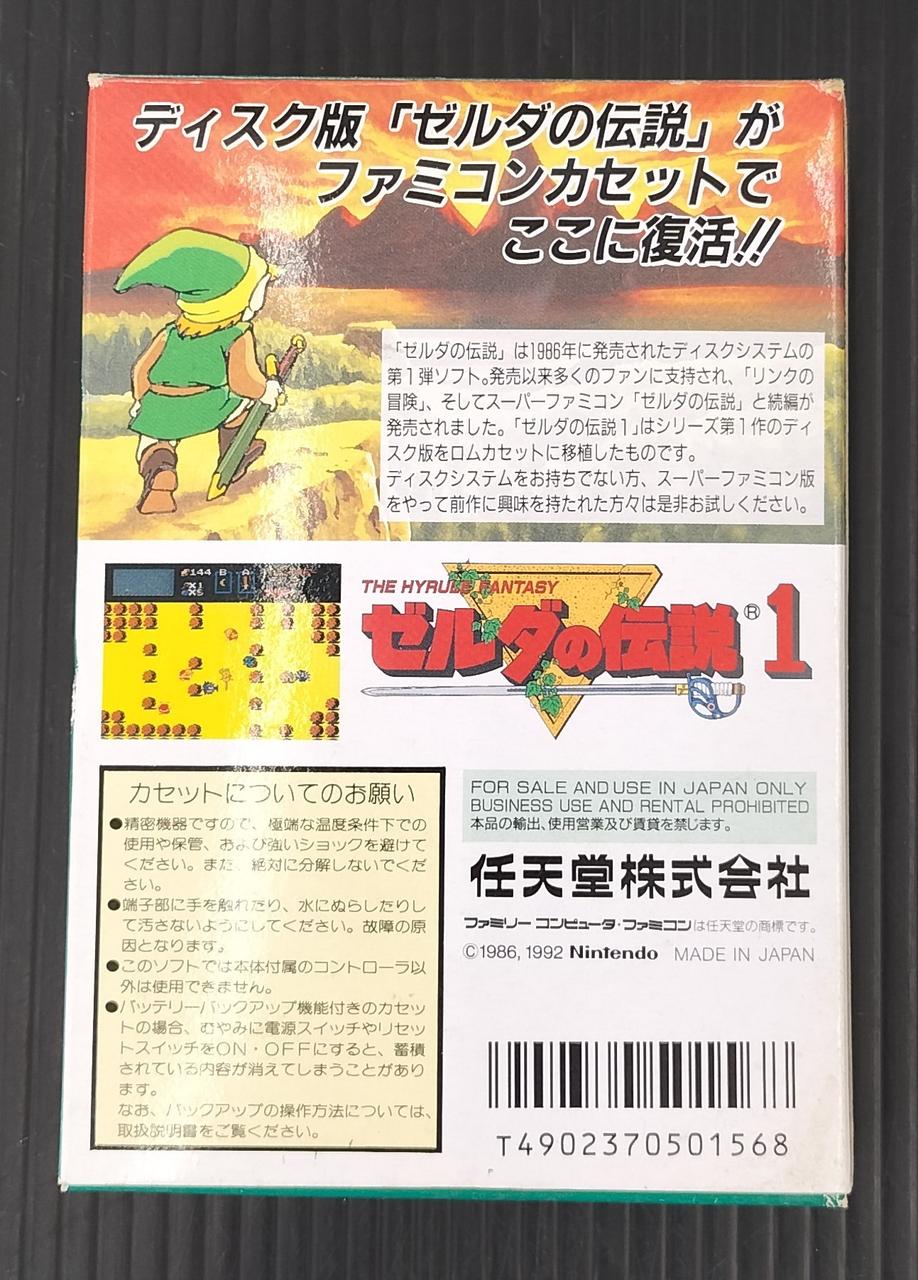 ディスク版「ゼルダの伝説」が
ファミコンカセットで
ここに復活!!
「ゼルダの伝説」は1986年に発売されたディスクシステムの
第1弾ソフト。発売以来多くのファンに支持され、「リンクの
冒険」、そしてスーパーファミコン「ゼルダの伝説」と続編が
発売されました。「ゼルダの伝説1」はシリーズ第1作のディ
スク版をロムカセットに移植したものです。
ディスクシステムをお持ちでない方、スーパーファミコン版
をやって前作に興味を持たれた方々は是非お試しください。
144 B A
X1
X5
THE HYRULE FANTASY
ゼルダの伝説®1
カセットについてのお願い
●精密機器ですので、極端な温度条件下での
使用や保管、および強いショックを避けて
ください。また、絶対に分解しないでくだ
さい。
●端子部に手を触れたり、水にぬらしたりし
て汚さないようにしてください。故障の原
因となります。
●このソフトでは本体付属のコントローラ以
外は使用できません。
●バッテリーバックアップ機能付きのカセッ
トの場合、むやみに電源スイッチやリセッ
トスイッチをON・OFFにすると、蓄積
されている内容が消えてしまうことがあり
ます。
なお、バックアップの操作方法については、
取扱説明書をご覧ください。
FOR SALE AND USE IN JAPAN ONLY
BUSINESS USE AND RENTAL PROHIBITED
本品の輸出、使用営業及び賃貸を禁じます。
任天堂株式会社
ファミリーコンピュータ・ファミコンは任天堂の商標です。
©1986, 1992 Nintendo MADE IN JAPAN
T4902370501568